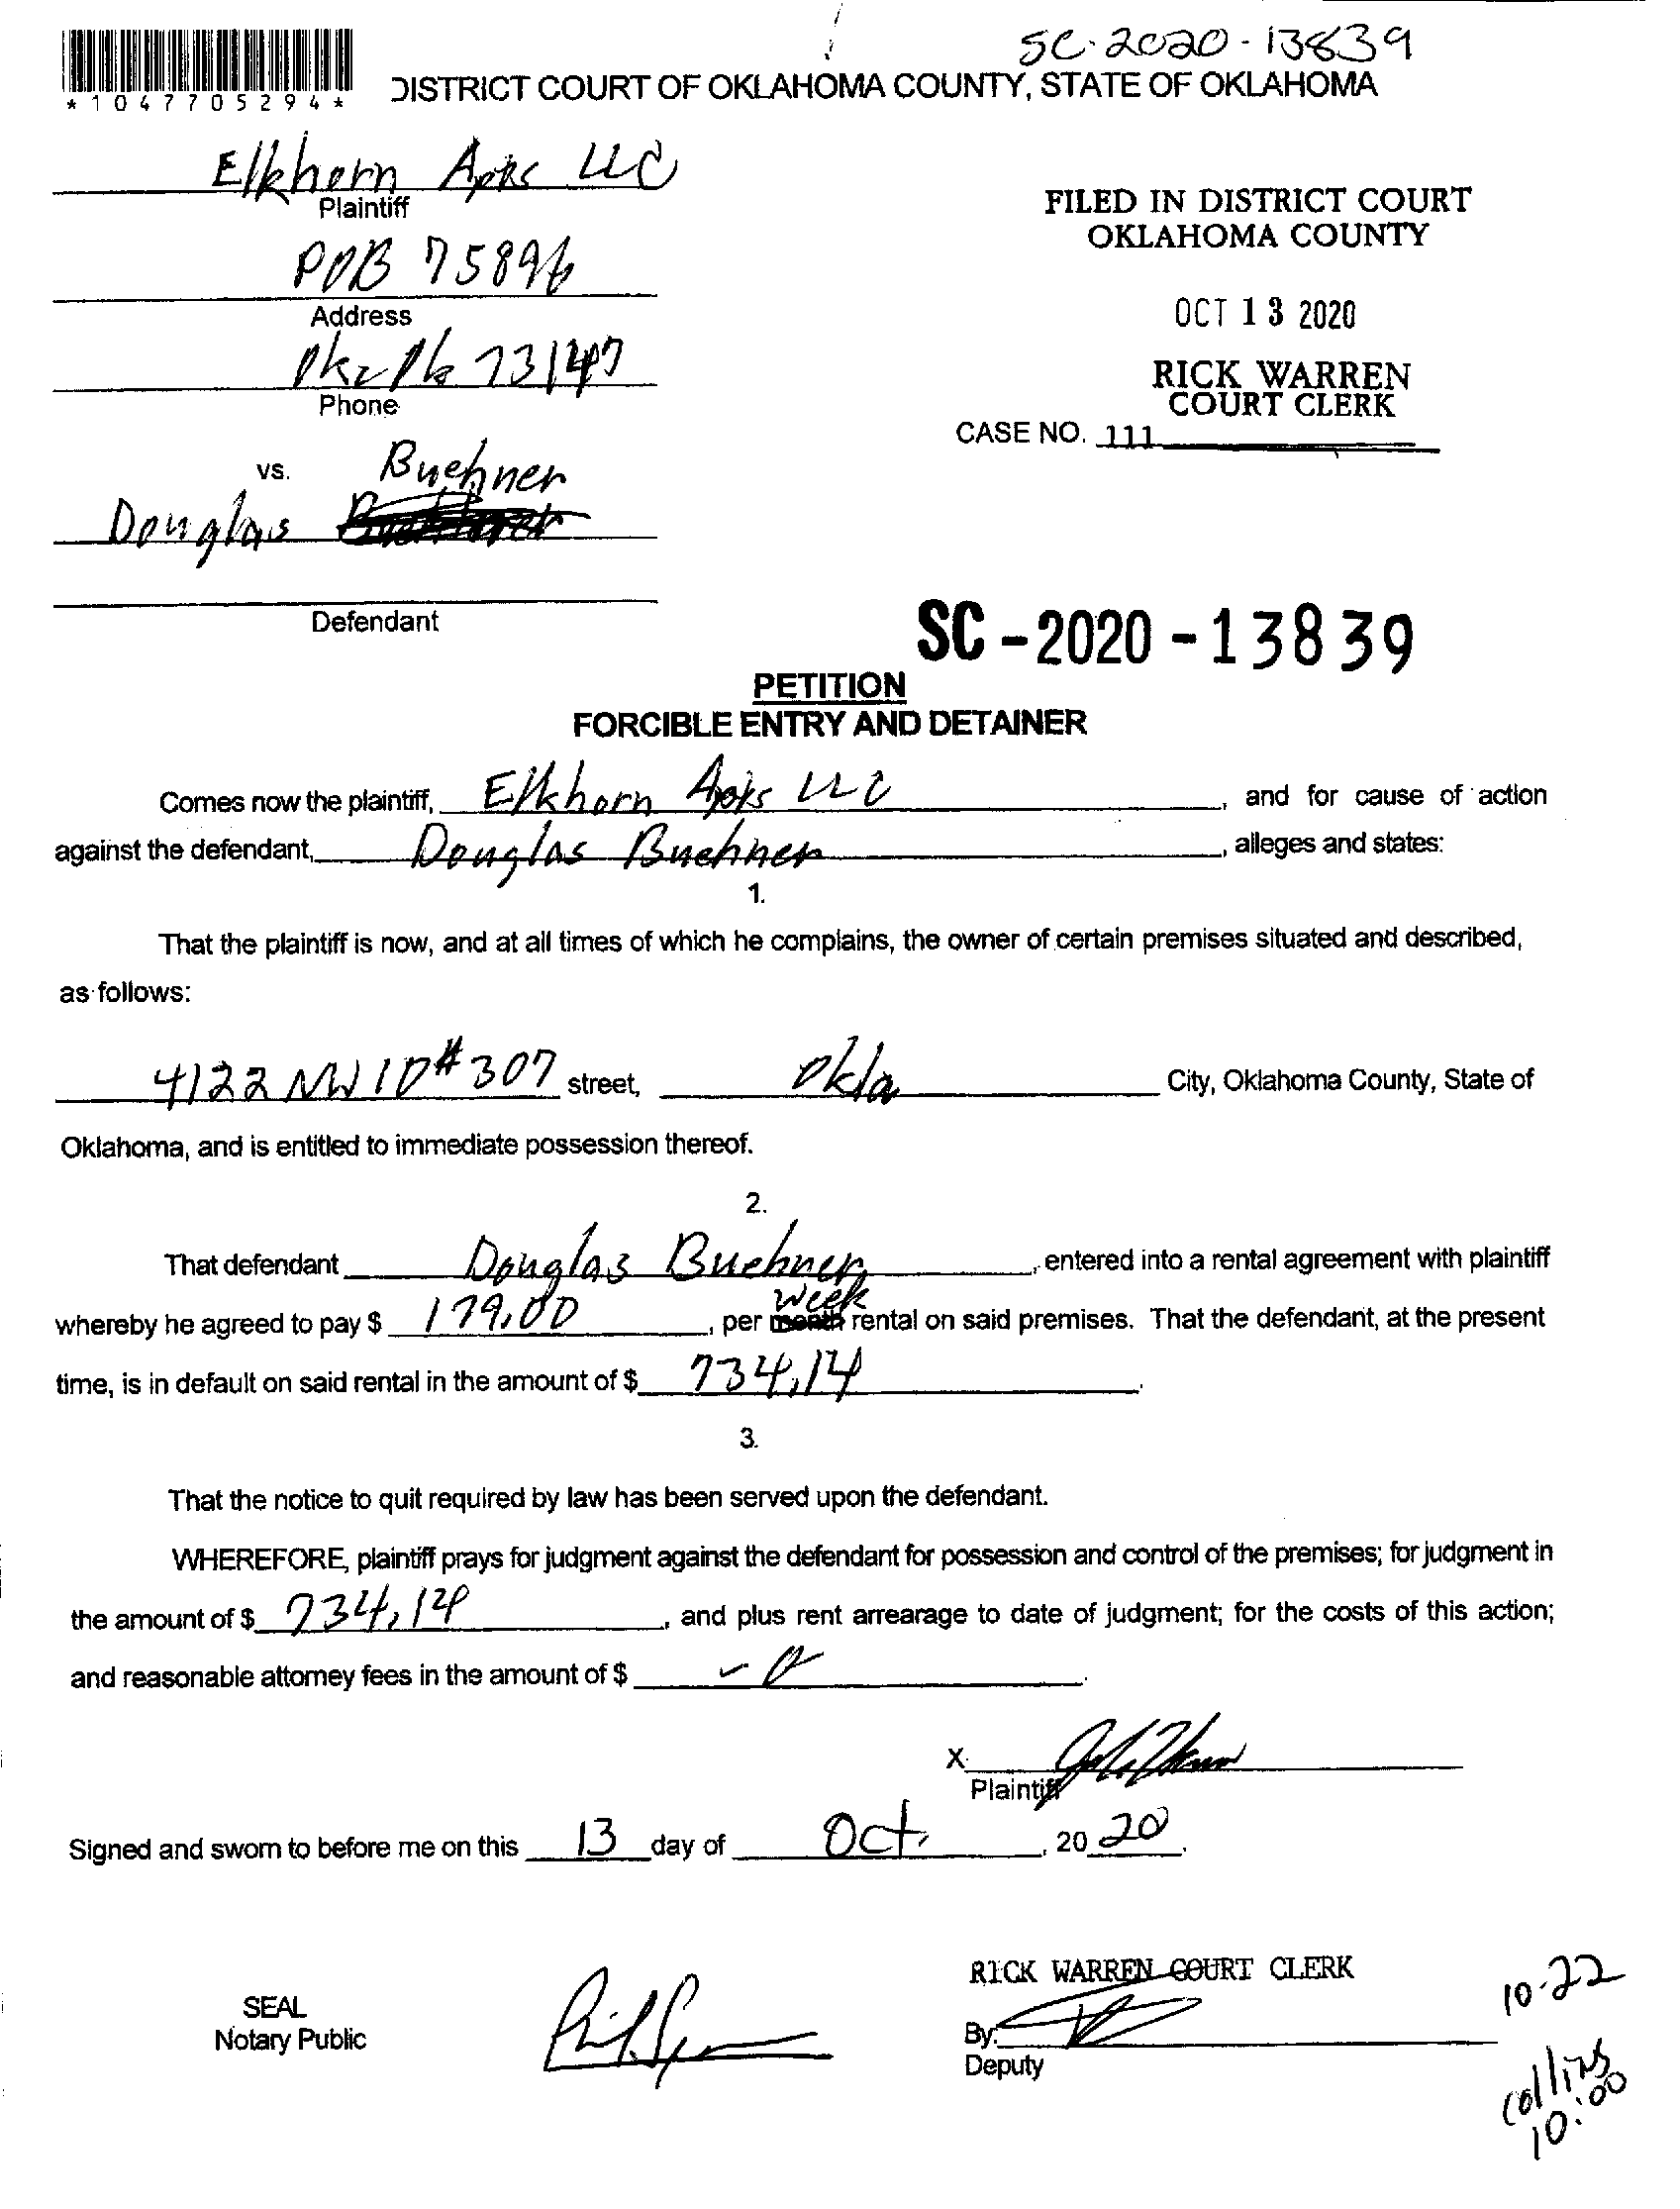 SC-2020-13839
*1047705294*
DISTRICT COURT OF OKLAHOMA COUNTY, STATE OF OKLAHOMA
Elkhorn Apts LLC
Plaintiff
POB 75896
Address
Okc Ok 73147
Phone
FILED IN DISTRICT COURT
OKLAHOMA COUNTY
OCT 13 2020
RICK WARREN
COURT CLERK
CASE NO. 111
vs.
Buehner
Douglas
Defendant
SC-2020-13839
PETITION
FORCIBLE ENTRY AND DETAINER
Comes now the plaintiff, Elkhorn Apts LLC, and for cause of action
against the defendant, Douglas Buehner, alleges and states:
1.
That the plaintiff is now, and at all times of which he complains, the owner of certain premises situated and described,
as follows:
4122 NW 10 #307 street, Okla City, Oklahoma County, State of
Oklahoma, and is entitled to immediate possession thereof.
2.
That defendant Douglas Buehner, entered into a rental agreement with plaintiff
week
whereby he agreed to pay $ 179.00, per month rental on said premises. That the defendant, at the present
time, is in default on said rental in the amount of $ 734.14.
3.
That the notice to quit required by law has been served upon the defendant.
WHEREFORE, plaintiff prays for judgment against the defendant for possession and control of the premises; for judgment in
the amount of $ 734.14, and plus rent arrearage to date of judgment; for the costs of this action;
and reasonable attorney fees in the amount of $ -0.
X
Plaintiff
Signed and sworn to before me on this 13 day of Oct., 2020.
SEAL
Notary Public
RICK WARREN COURT CLERK
By:
Deputy
10-22
Collins
10:00